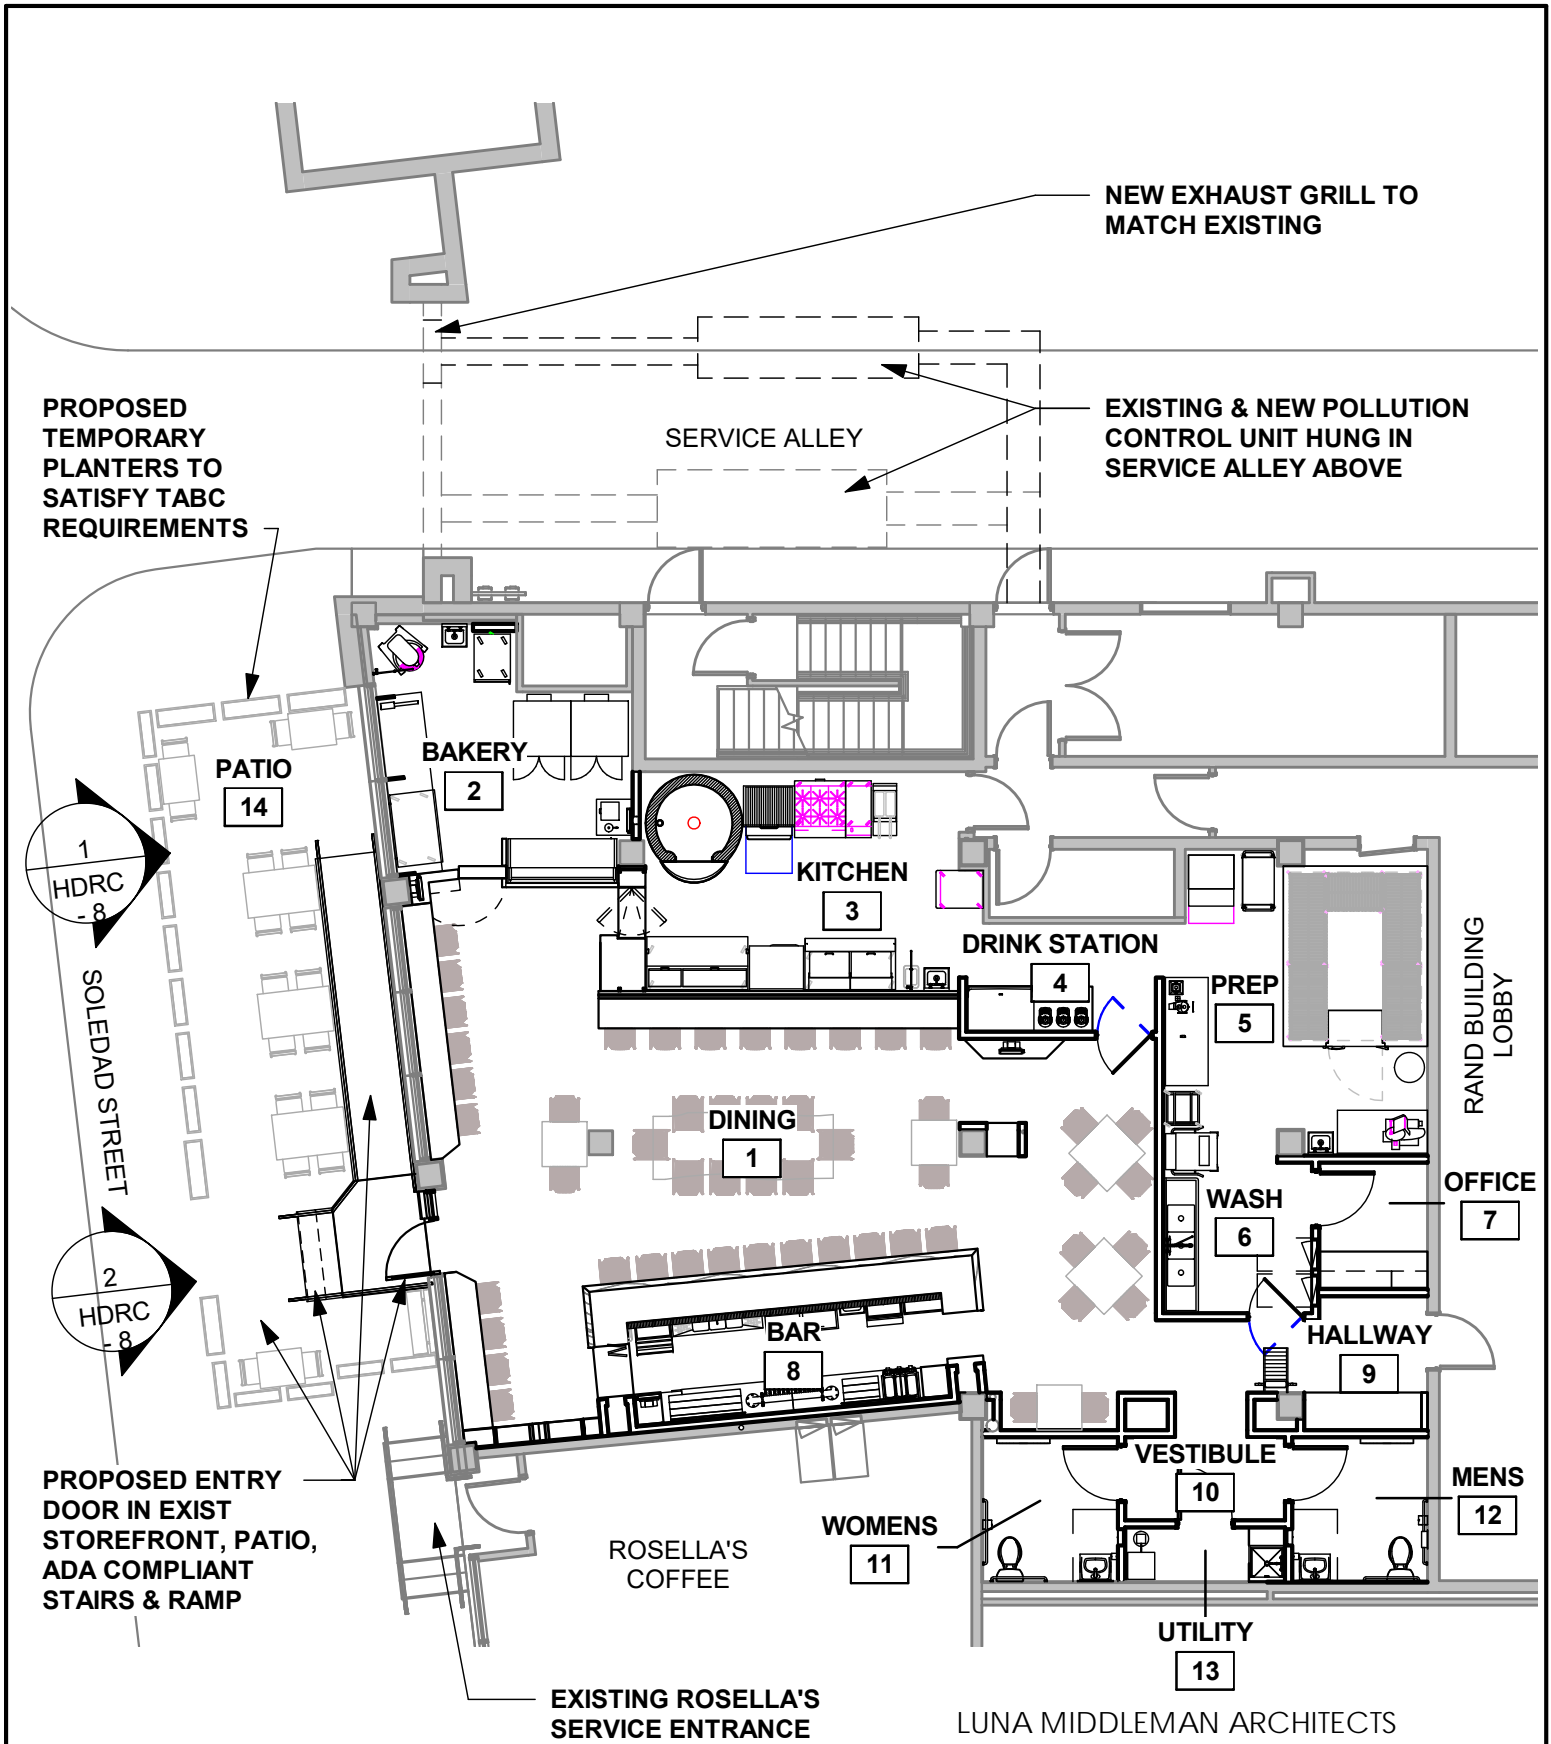 NEW EXHAUST GRILL TO
MATCH EXISTING
PROPOSED
TEMPORARY
PLANTERS TO
SATISFY TABC
REQUIREMENTS
SERVICE ALLEY
EXISTING & NEW POLLUTION
CONTROL UNIT HUNG IN
SERVICE ALLEY ABOVE
PATIO
14
BAKERY
2
1
HDRC
- 8
KITCHEN
3
DRINK STATION
4
PREP
5
RAND BUILDING
LOBBY
SOLEDAD STREET
DINING
1
WASH
6
OFFICE
7
2
HDRC
- 8
BAR
8
HALLWAY
9
PROPOSED ENTRY
DOOR IN EXIST
STOREFRONT, PATIO,
ADA COMPLIANT
STAIRS & RAMP
VESTIBULE
10
MENS
12
WOMENS
11
ROSELLA'S
COFFEE
UTILITY
13
EXISTING ROSELLA'S
SERVICE ENTRANCE
LUNA MIDDLEMAN ARCHITECTS